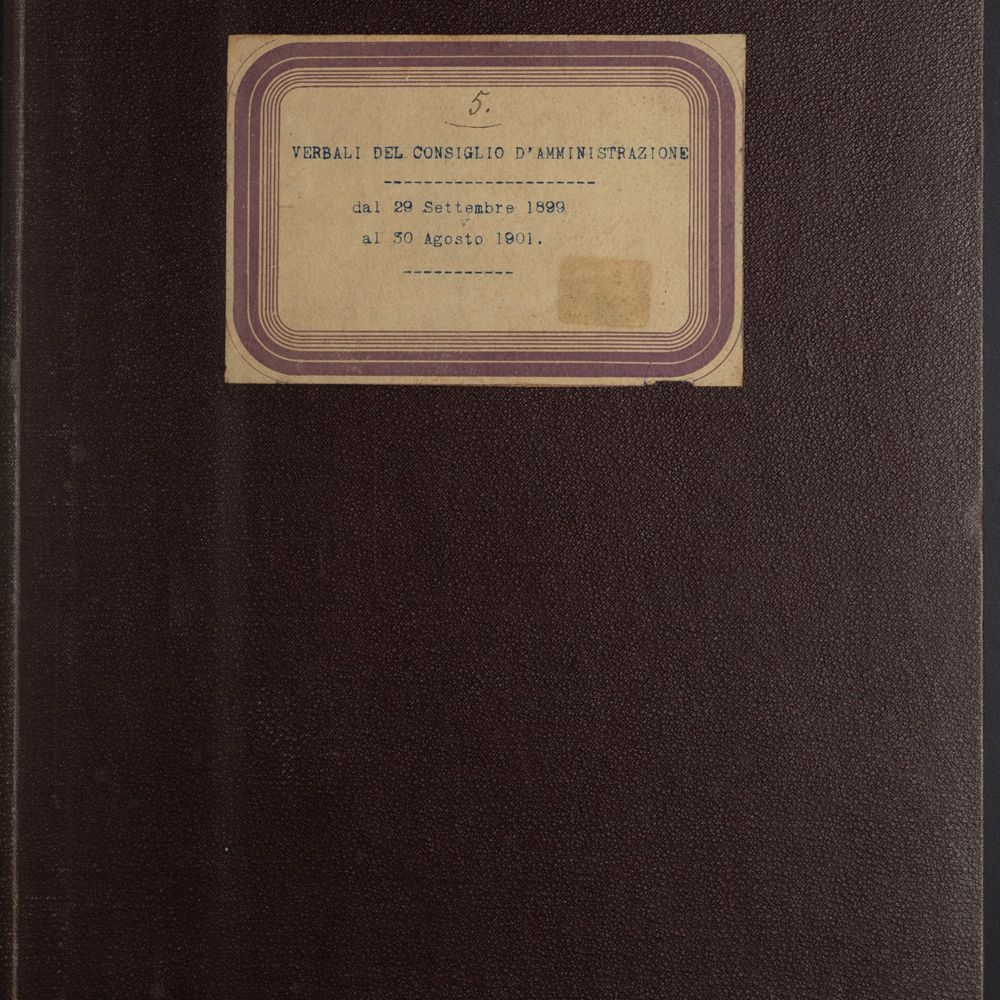 5.
VERBALI DEL CONSIGLIO D'AMMINISTRAZIONE
---------------------
dal 29 Settembre 1899
al 30 Agosto 1901.
-----------